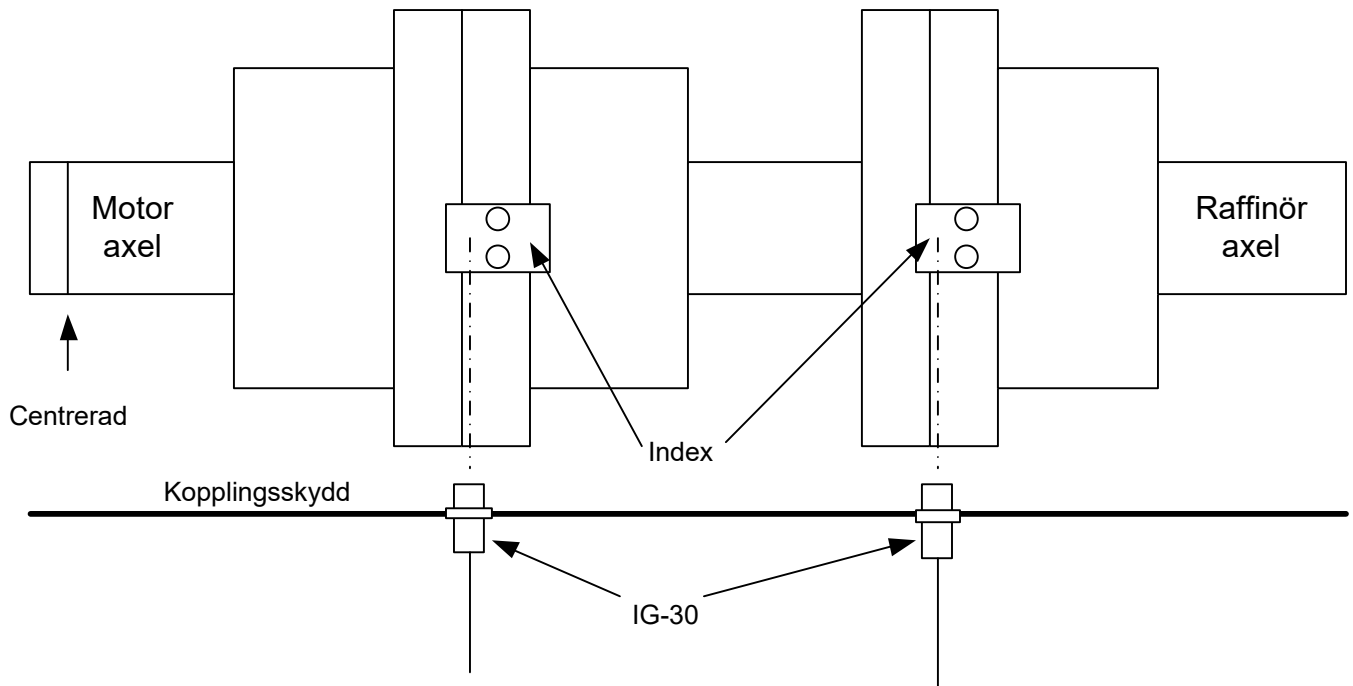 Motor
axel
Raffinör
axel
Centrerad
Index
Kopplingsskydd
IG-30